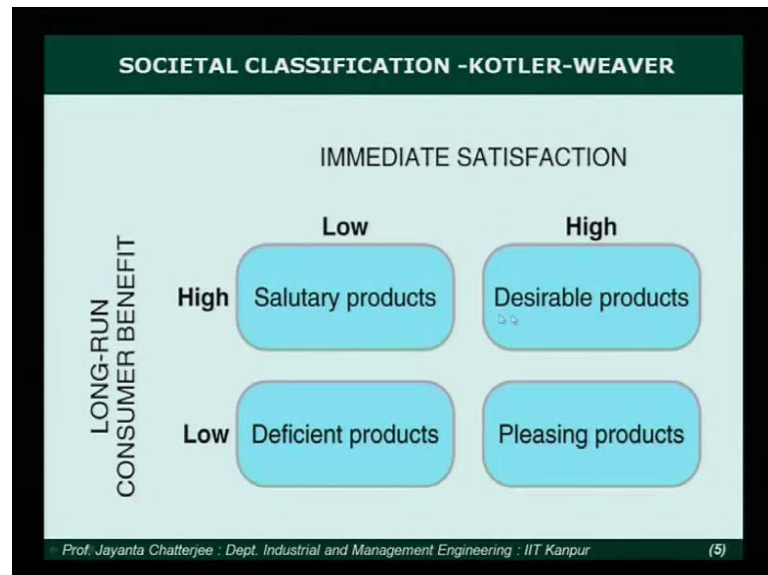 SOCIETAL CLASSIFICATION -KOTLER-WEAVER
IMMEDIATE SATISFACTION
Low High
LONG-RUN
CONSUMER BENEFIT
High Salutary products Desirable products
Low Deficient products Pleasing products
Prof. Jayanta Chatterjee : Dept. Industrial and Management Engineering : IIT Kanpur (5)